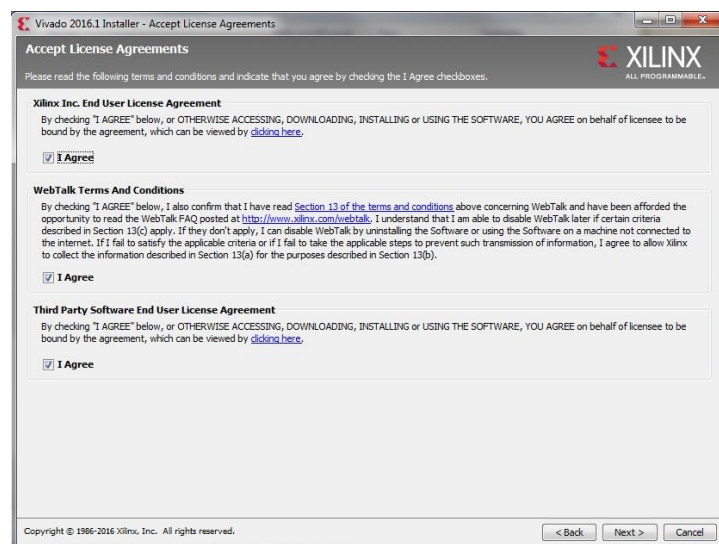 Vivado 2016.1 Installer - Accept License Agreements
Accept License Agreements
Please read the following terms and conditions and indicate that you agree by checking the I Agree checkboxes.
XILINX
ALL PROGRAMMABLE™
Xilinx Inc. End User License Agreement
By checking "I AGREE" below, or OTHERWISE ACCESSING, DOWNLOADING, INSTALLING or USING THE SOFTWARE, YOU AGREE on behalf of licensee to be
bound by the agreement, which can be viewed by clicking here.
I Agree
WebTalk Terms And Conditions
By checking "I AGREE" below, I also confirm that I have read Section 13 of the terms and conditions above concerning WebTalk and have been afforded the
opportunity to read the WebTalk FAQ posted at http://www.xilinx.com/webtalk. I understand that I am able to disable WebTalk later if certain criteria
described in Section 13(c) apply. If they don't apply, I can disable WebTalk by uninstalling the Software or using the Software on a machine not connected to
the internet. If I fail to satisfy the applicable criteria or if I fail to take the applicable steps to prevent such transmission of information, I agree to allow Xilinx
to collect the information described in Section 13(a) for the purposes described in Section 13(b).
I Agree
Third Party Software End User License Agreement
By checking "I AGREE" below, or OTHERWISE ACCESSING, DOWNLOADING, INSTALLING or USING THE SOFTWARE, YOU AGREE on behalf of licensee to be
bound by the agreement, which can be viewed by clicking here.
I Agree
Copyright © 1986-2016 Xilinx, Inc. All rights reserved.
< Back Next > Cancel